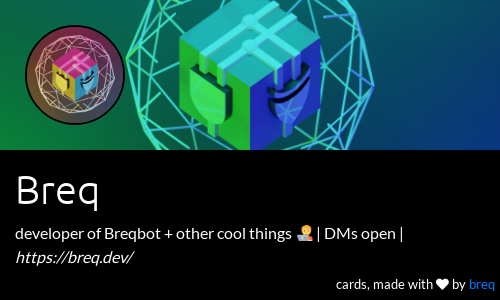 Breq
developer of Breqbot + other cool things 🧑‍💻 | DMs open |
https://breq.dev/
cards, made with ♥ by breq